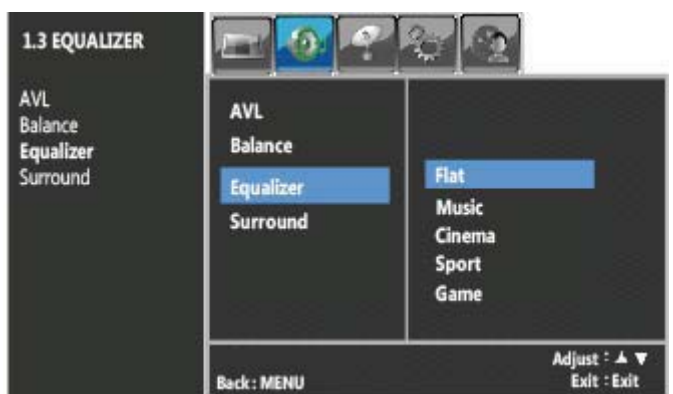 1.3 EQUALIZER
AVL
Balance
Equalizer
Surround
AVL
Balance
Equalizer
Surround
Flat
Music
Cinema
Sport
Game
Back : MENU
Adjust : ▲ ▼
Exit : Exit